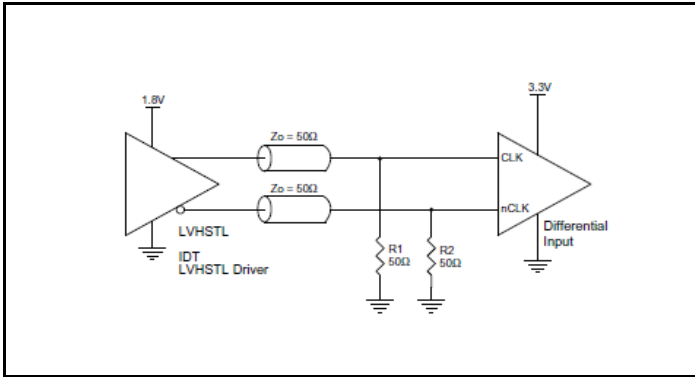 3.3V
1.8V
Zo = 50Ω
CLK
Zo = 50Ω
nCLK
LVHSTL
Differential
Input
IDT
LVHSTL Driver
R1
50Ω
R2
50Ω